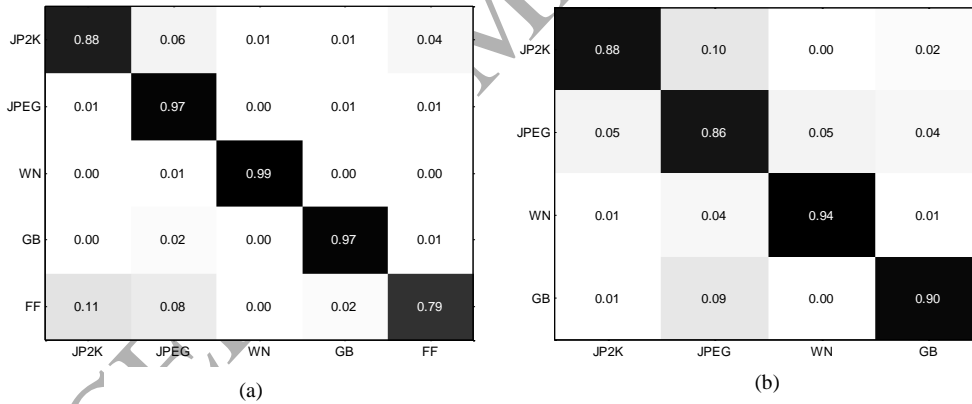 JP2K 0.88 0.06 0.01 0.01 0.04
JPEG 0.01 0.97 0.00 0.01 0.01
WN 0.00 0.01 0.99 0.00 0.00
GB 0.00 0.02 0.00 0.97 0.01
FF 0.11 0.08 0.00 0.02 0.79
JP2K JPEG WN GB FF
(a)
JP2K 0.88 0.10 0.00 0.02
JPEG 0.05 0.86 0.05 0.04
WN 0.01 0.04 0.94 0.01
GB 0.01 0.09 0.00 0.90
JP2K JPEG WN GB
(b)